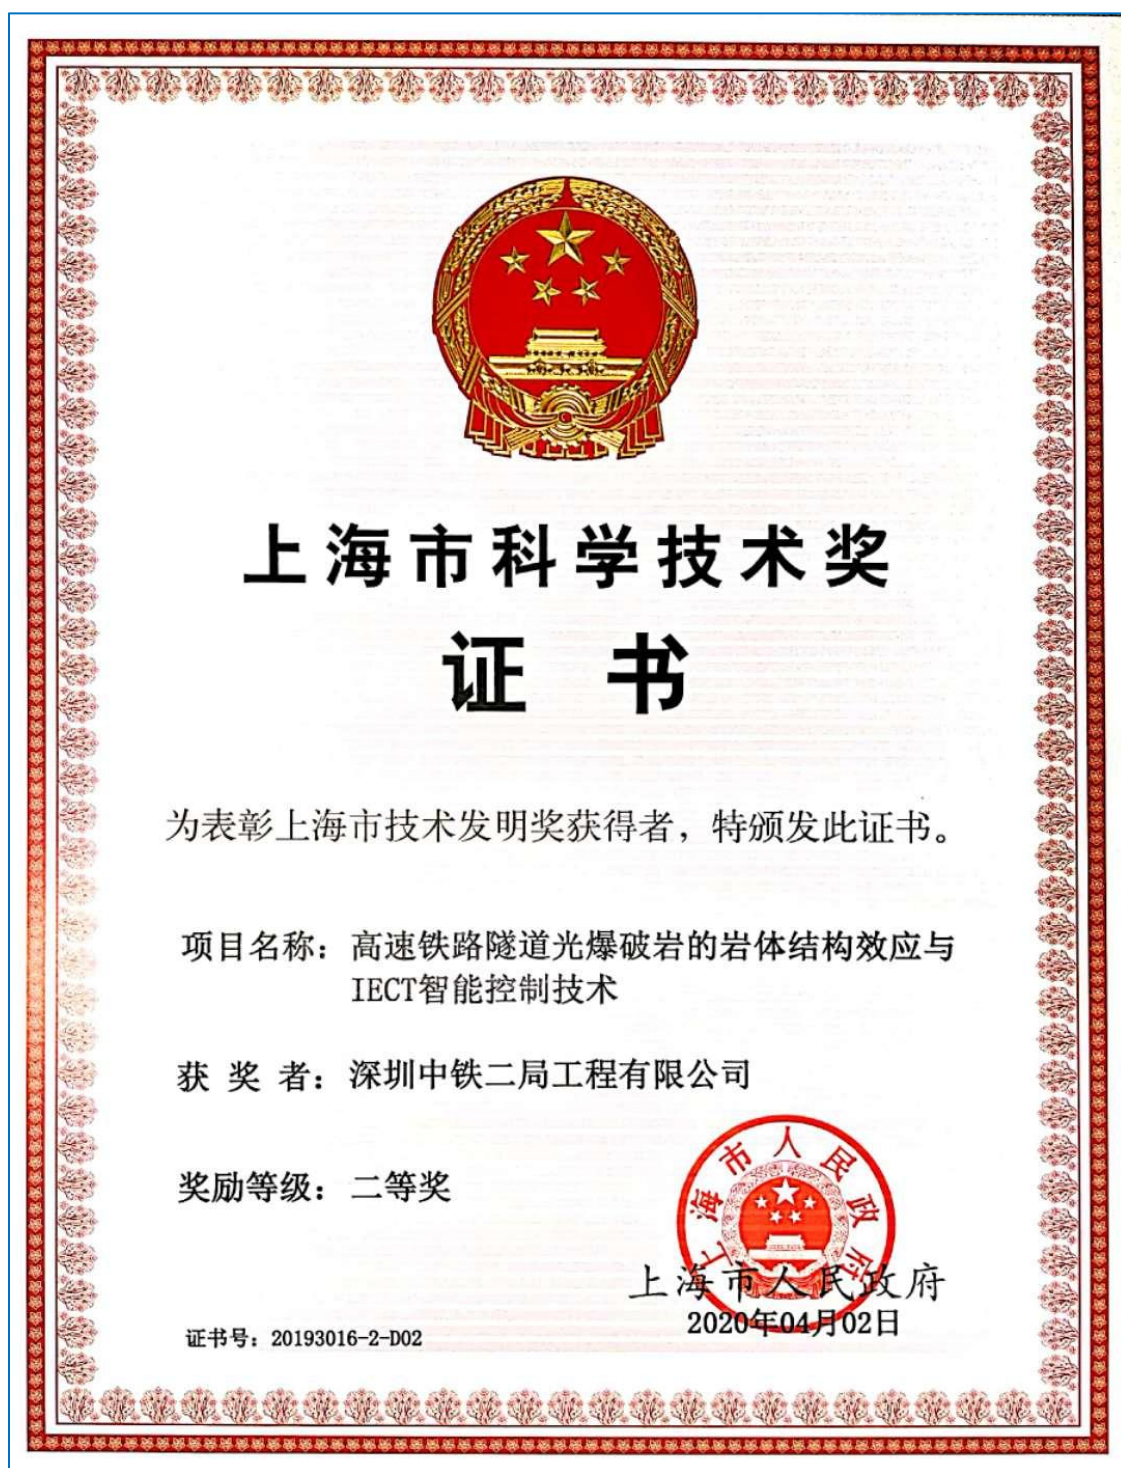 上海市科学技术奖
证 书
为表彰上海市技术发明奖获得者，特颁发此证书。
项目名称：高速铁路隧道光爆破岩的岩体结构效应与
IECT智能控制技术
获 奖 者：深圳中铁二局工程有限公司
奖励等级：二等奖
上海市人民政府
上海市人民政府
2020年04月02日
证书号：20193016-2-D02